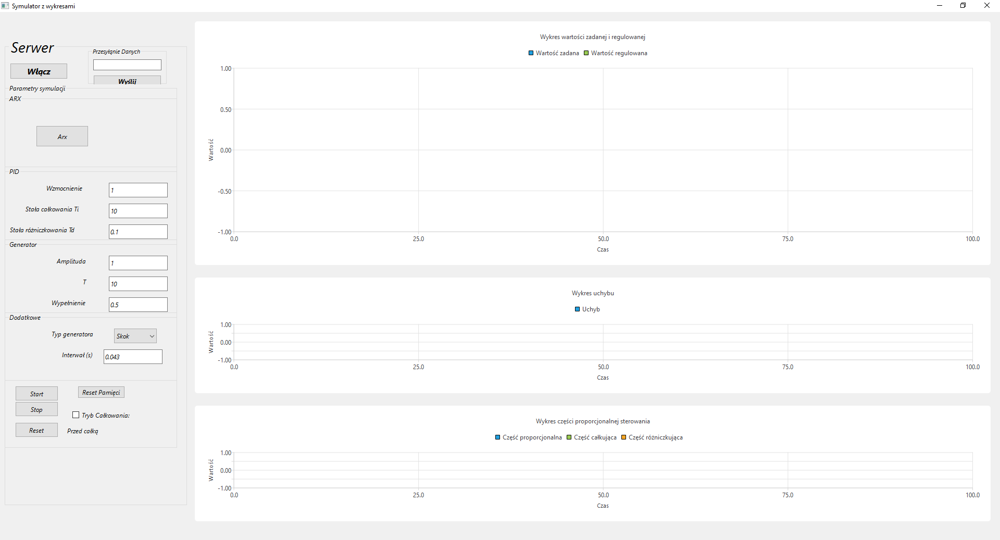 Symulator z wykresami
Serwer
Włącz
Przesyłąnie Danych
Wyślij
Parametry symulacji
ARX
Arx
PID
Wzmocnienie 1
Stała całkowania Ti 10
Stała różniczkowania Td 0.1
Generator
Amplituda 1
T 10
Wypełnienie 0.5
Dodatkowe
Typ generatora Skok
Interwał (s) 0.043
Start Reset Pamięci
Stop
Tryb Całkowania:
Reset Przed całką
Wykres wartości zadanej i regulowanej
Wartość zadana Wartość regulowana
1.00
0.50
0.00
-0.50
-1.00
Wartość
0.0 25.0 50.0 75.0 100.0
Czas
Wykres uchybu
Uchyb
1.00
0.00
-1.00
Wartość
0.0 25.0 50.0 75.0 100.0
Czas
Wykres części proporcjonalnej sterowania
Część proporcjonalna Część całkująca Część różniczkująca
1.00
0.00
-1.00
Wartość
0.0 25.0 50.0 75.0 100.0
Czas